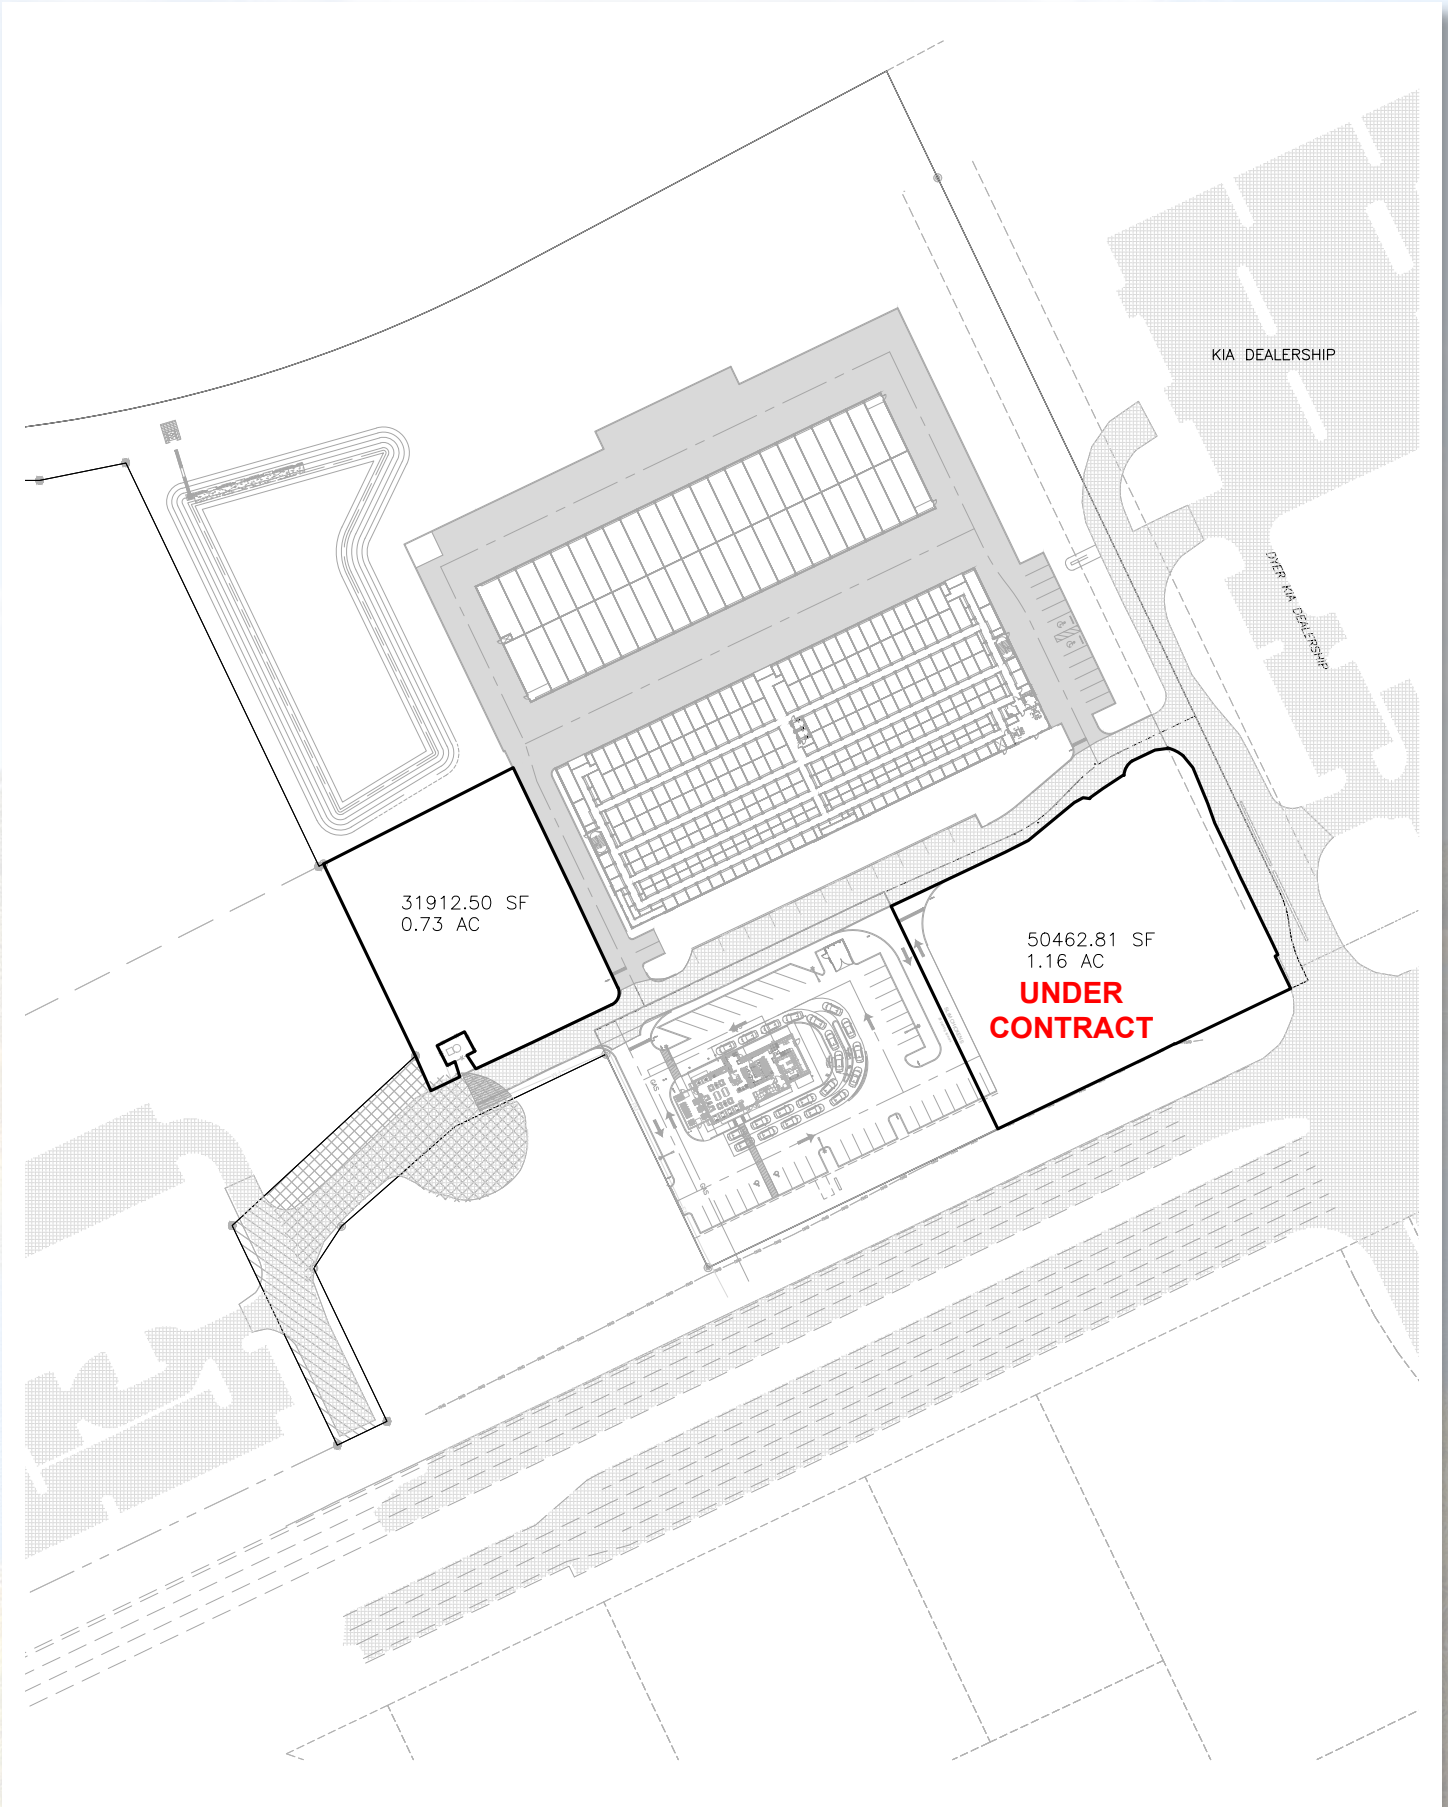 KIA DEALERSHIP
DYER KIA DEALERSHIP
31912.50 SF
0.73 AC
50462.81 SF
1.16 AC
UNDER
CONTRACT